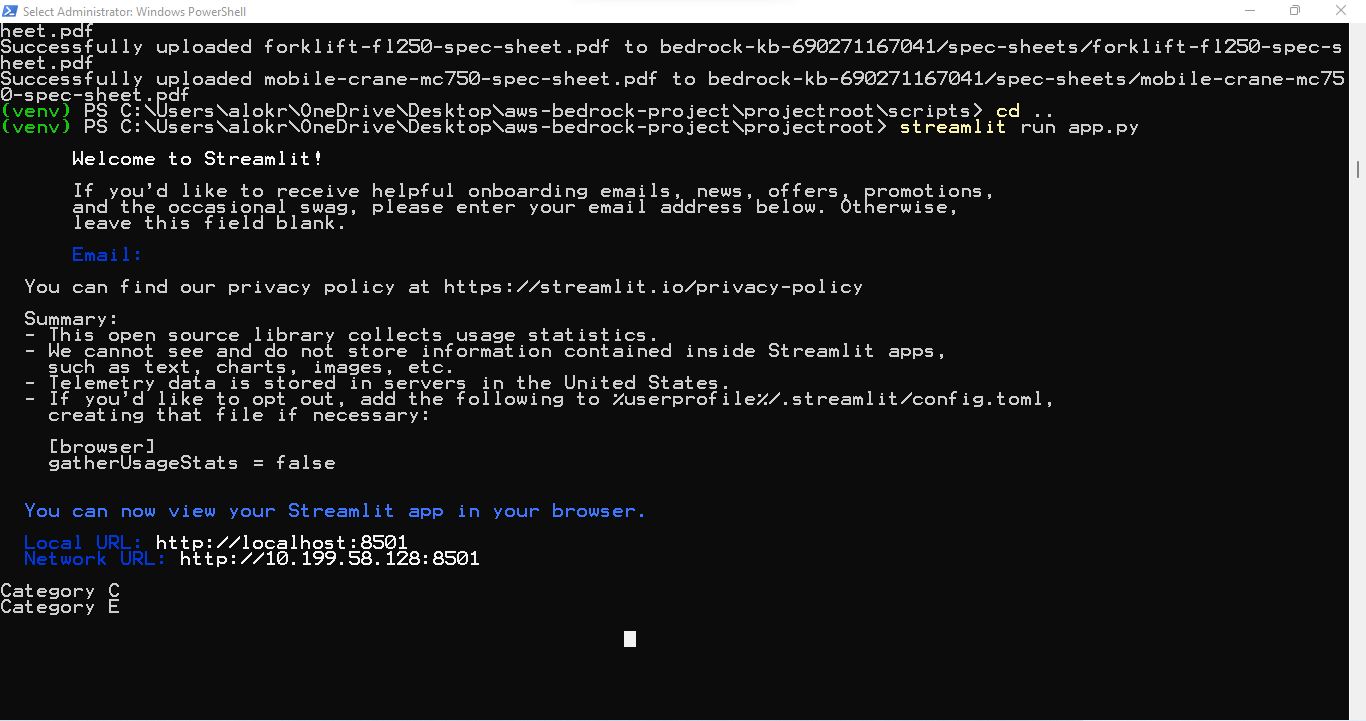 Select Administrator: Windows PowerShell
heet.pdf
Successfully uploaded forklift-fl250-spec-sheet.pdf to bedrock-kb-690271167041/spec-sheets/forklift-fl250-spec-s
heet.pdf
Successfully uploaded mobile-crane-mc750-spec-sheet.pdf to bedrock-kb-690271167041/spec-sheets/mobile-crane-mc75
0-spec-sheet.pdf
(venv) PS C:\Users\alokr\OneDrive\Desktop\aws-bedrock-project\projectroot\scripts> cd ..
(venv) PS C:\Users\alokr\OneDrive\Desktop\aws-bedrock-project\projectroot> streamlit run app.py
Welcome to Streamlit!
If you'd like to receive helpful onboarding emails, news, offers, promotions,
and the occasional swag, please enter your email address below. Otherwise,
leave this field blank.
Email:
You can find our privacy policy at https://streamlit.io/privacy-policy
Summary:
- This open source library collects usage statistics.
- We cannot see and do not store information contained inside Streamlit apps,
such as text, charts, images, etc.
- Telemetry data is stored in servers in the United States.
- If you'd like to opt out, add the following to %userprofile%/.streamlit/config.toml,
creating that file if necessary:
[browser]
gatherUsageStats = false
You can now view your Streamlit app in your browser.
Local URL: http://localhost:8501
Network URL: http://10.199.58.128:8501
Category C
Category E